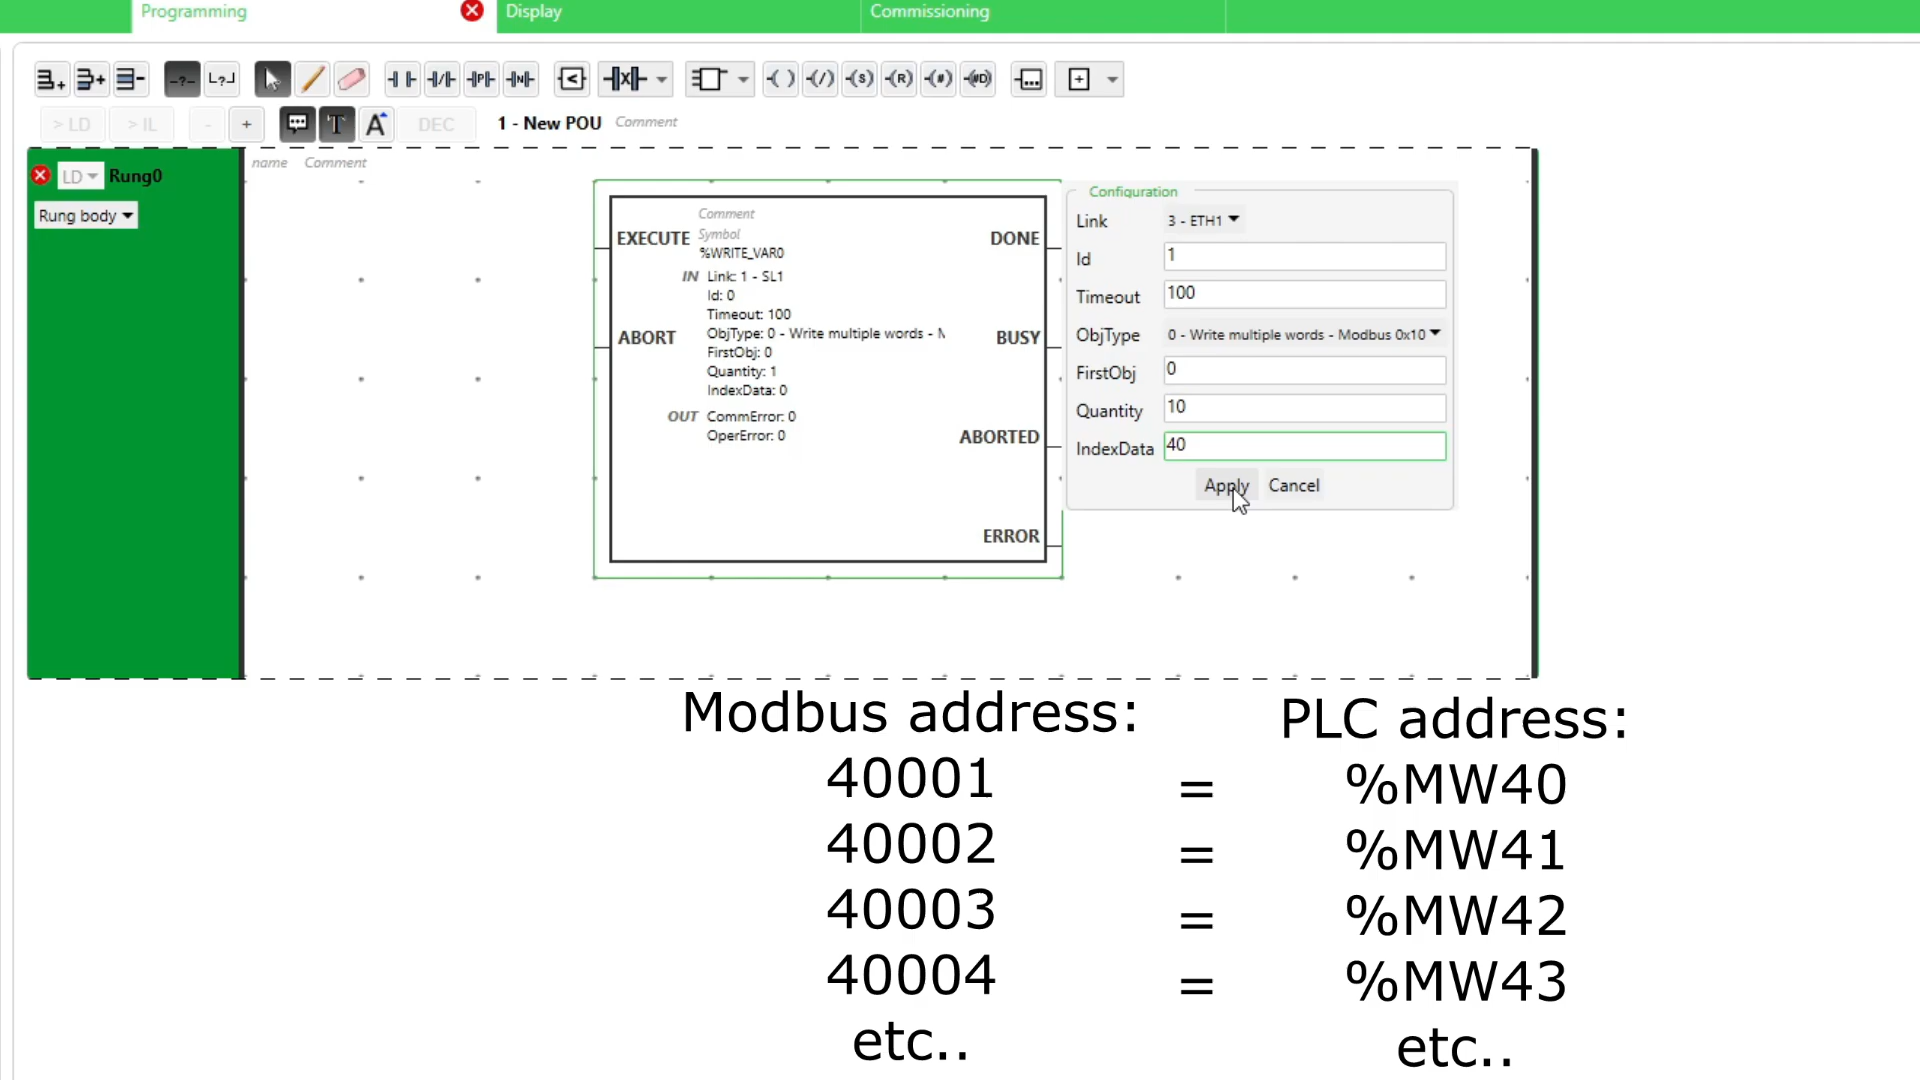 Programming
Display
Commissioning
> LD
> IL
-
+
T
A
DEC
1 - New POU
Comment
LD
Rung0
name
Comment
Rung body
Comment
Symbol
%WRITE_VAR0
EXECUTE
DONE
IN Link: 1 - SL1
Id: 0
Timeout: 100
ABORT
ObjType: 0 - Write multiple words - M
BUSY
FirstObj: 0
Quantity: 1
IndexData: 0
OUT CommError: 0
OperError: 0
ABORTED
ERROR
Configuration
Link 3 - ETH1
Id 1
Timeout 100
ObjType 0 - Write multiple words - Modbus 0x10
FirstObj 0
Quantity 10
IndexData 40
Apply Cancel
Modbus address: PLC address:
40001 = %MW40
40002 = %MW41
40003 = %MW42
40004 = %MW43
etc.. etc..